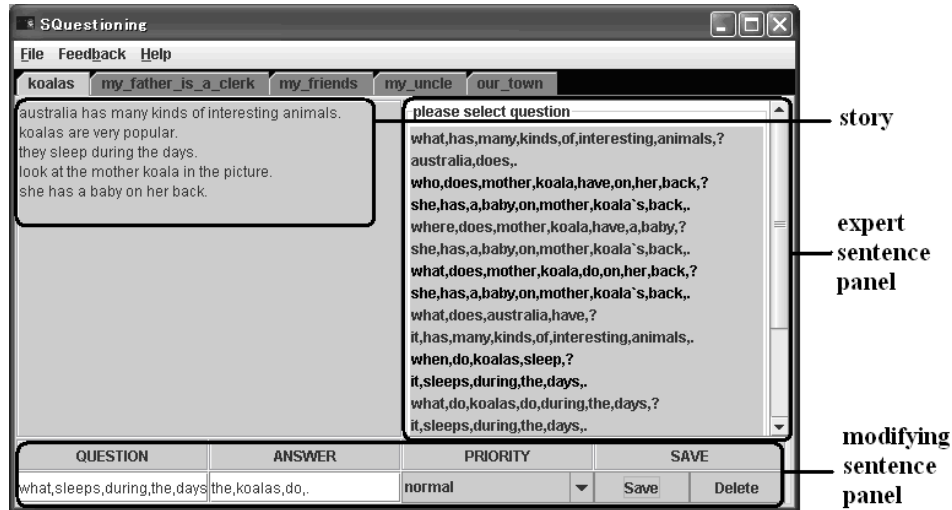 SQuestioning
File Feedback Help
koalas my_father_is_a_clerk my_friends my_uncle our_town
australia has many kinds of interesting animals.
koalas are very popular.
they sleep during the days.
look at the mother koala in the picture.
she has a baby on her back.
please select question
what,has,many,kinds,of,interesting,animals,?
australia,does,.
who,does,mother,koala,have,on,her,back,?
she,has,a,baby,on,mother,koala`s,back,.
where,does,mother,koala,have,a,baby,?
she,has,a,baby,on,mother,koala`s,back,.
what,does,mother,koala,do,on,her,back,?
she,has,a,baby,on,mother,koala`s,back,.
what,does,australia,have,?
it,has,many,kinds,of,interesting,animals,.
when,do,koalas,sleep,?
it,sleeps,during,the,days,.
what,do,koalas,do,during,the,days,?
it,sleeps,during,the,days,.
story
expert
sentence
panel
QUESTION ANSWER PRIORITY SAVE
what,sleeps,during,the,days the,koalas,do,. normal Save Delete
modifying
sentence
panel